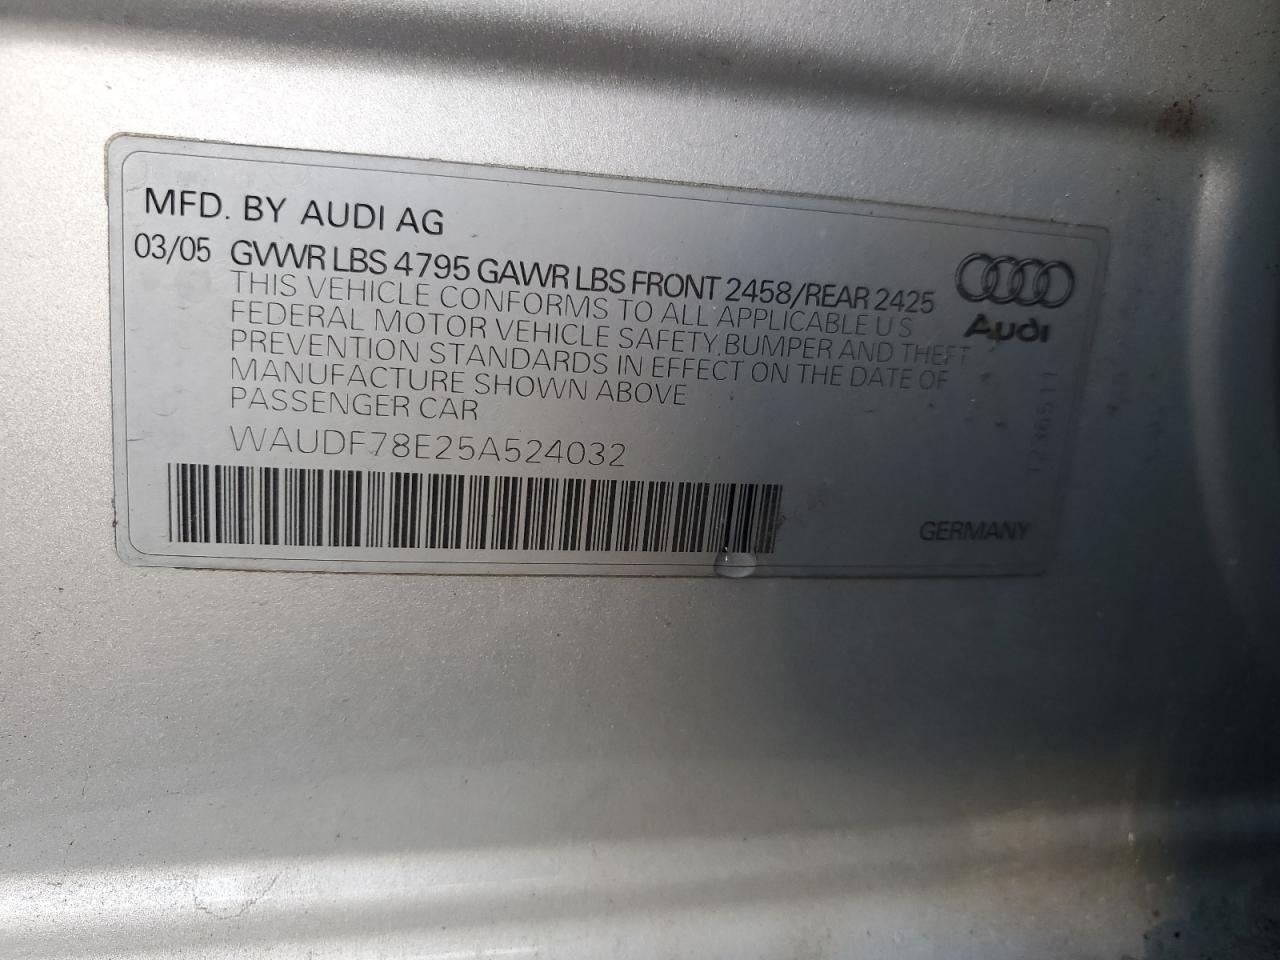 MFD. BY AUDI AG
03/05 GVWR LBS 4795 GAWR LBS FRONT 2458/REAR 2425
THIS VEHICLE CONFORMS TO ALL APPLICABLE US
FEDERAL MOTOR VEHICLE SAFETY,BUMPER AND THEFT
PREVENTION STANDARDS IN EFFECT ON THE DATE OF
MANUFACTURE SHOWN ABOVE
PASSENGER CAR
WAUDF78E25A524032
Audi
GERMANY